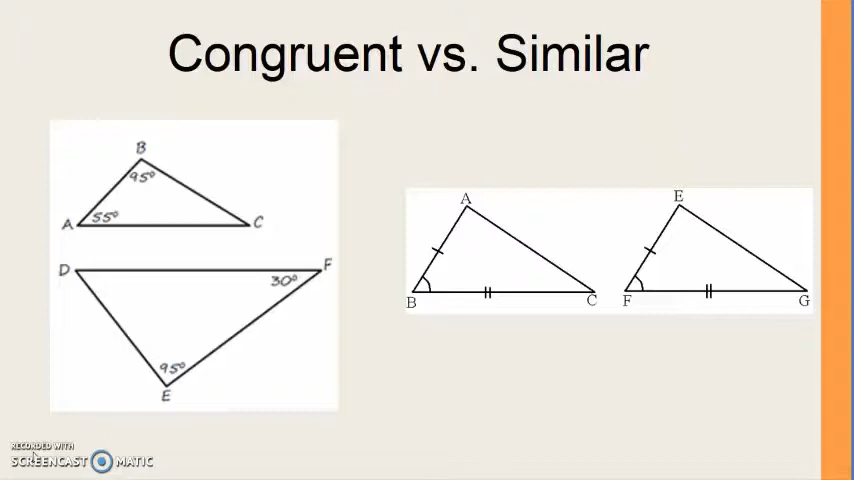 Congruent vs. Similar
B
95°
A 55° C
D F
30°
95°
E
A
B C
E
F G
RECORDED WITH
SCREENCAST MATIC